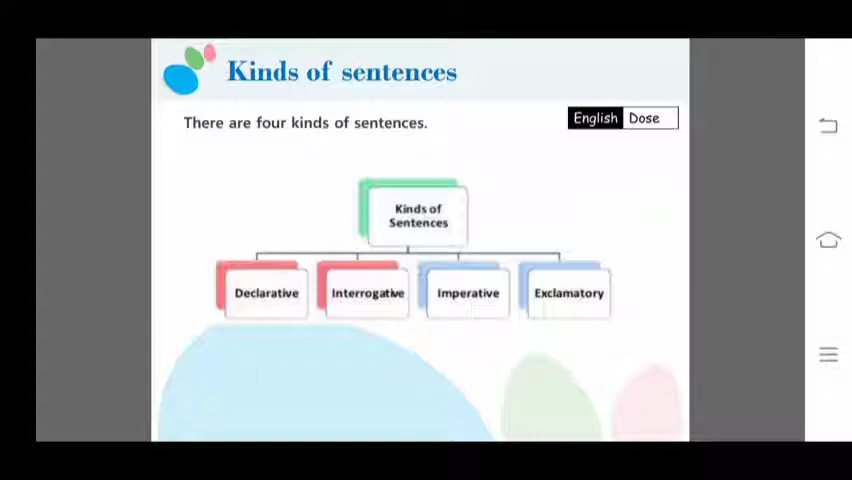 Kinds of sentences
There are four kinds of sentences.
English Dose
Kinds of
Sentences
Declarative
Interrogative
Imperative
Exclamatory